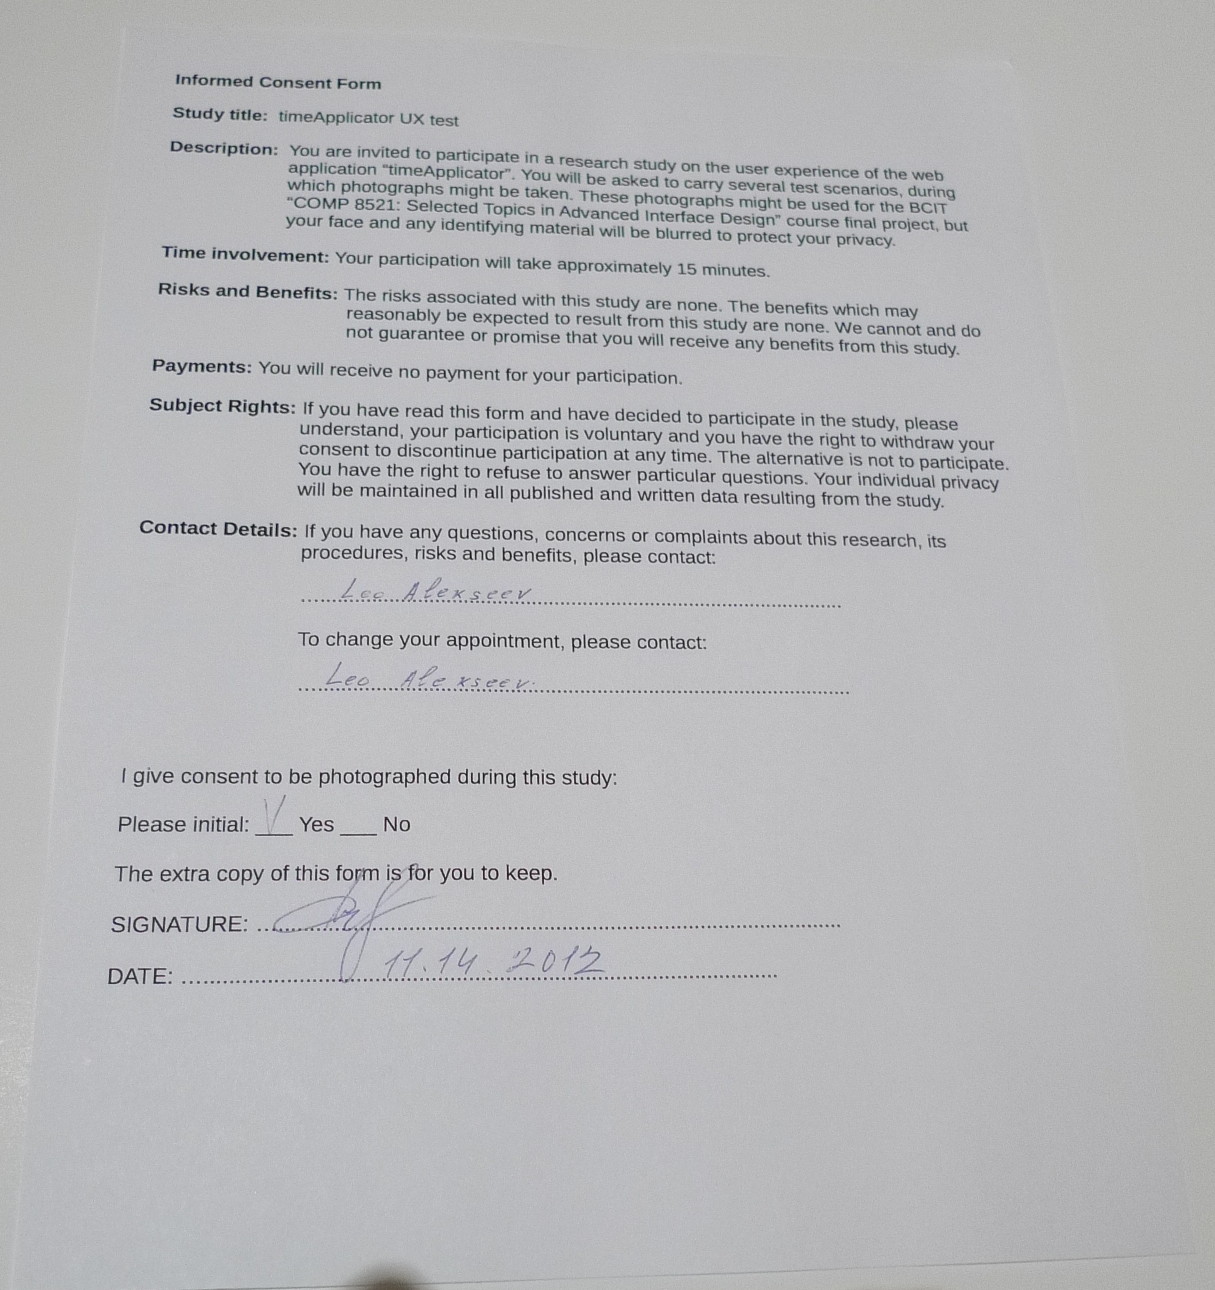 Informed Consent Form
Study title: timeApplicator UX test
Description: You are invited to participate in a research study on the user experience of the web
application “timeApplicator”. You will be asked to carry several test scenarios, during
which photographs might be taken. These photographs might be used for the BCIT
“COMP 8521: Selected Topics in Advanced Interface Design” course final project, but
your face and any identifying material will be blurred to protect your privacy.
Time involvement: Your participation will take approximately 15 minutes.
Risks and Benefits: The risks associated with this study are none. The benefits which may
reasonably be expected to result from this study are none. We cannot and do
not guarantee or promise that you will receive any benefits from this study.
Payments: You will receive no payment for your participation.
Subject Rights: If you have read this form and have decided to participate in the study, please
understand, your participation is voluntary and you have the right to withdraw your
consent to discontinue participation at any time. The alternative is not to participate.
You have the right to refuse to answer particular questions. Your individual privacy
will be maintained in all published and written data resulting from the study.
Contact Details: If you have any questions, concerns or complaints about this research, its
procedures, risks and benefits, please contact:
Leo Alekseev
To change your appointment, please contact:
Leo Alekseev.
I give consent to be photographed during this study:
Please initial: V Yes ___ No
The extra copy of this form is for you to keep.
SIGNATURE:
DATE: 11.14.2012